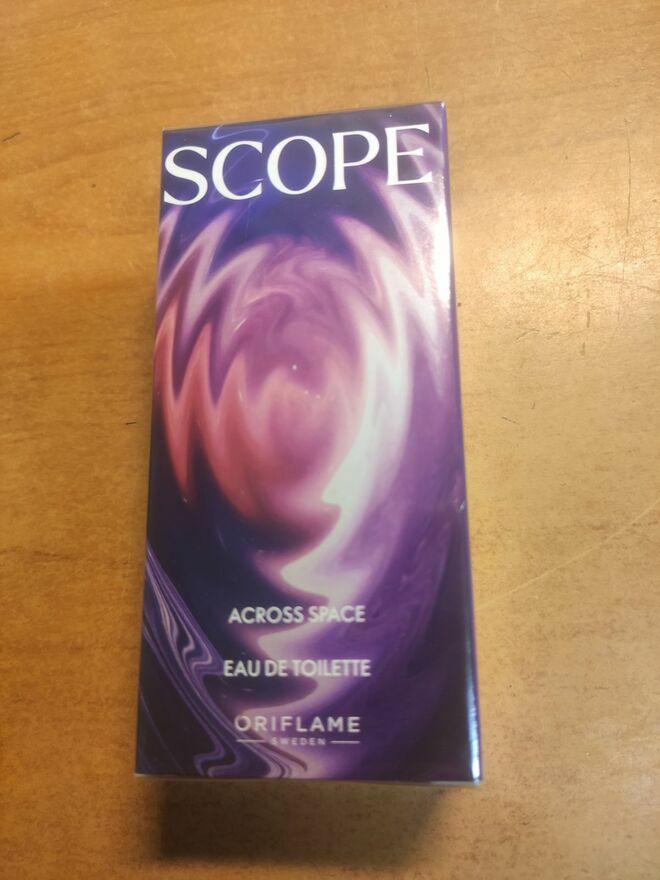 SCOPE
ACROSS SPACE
EAU DE TOILETTE
ORIFLAME
SWEDEN